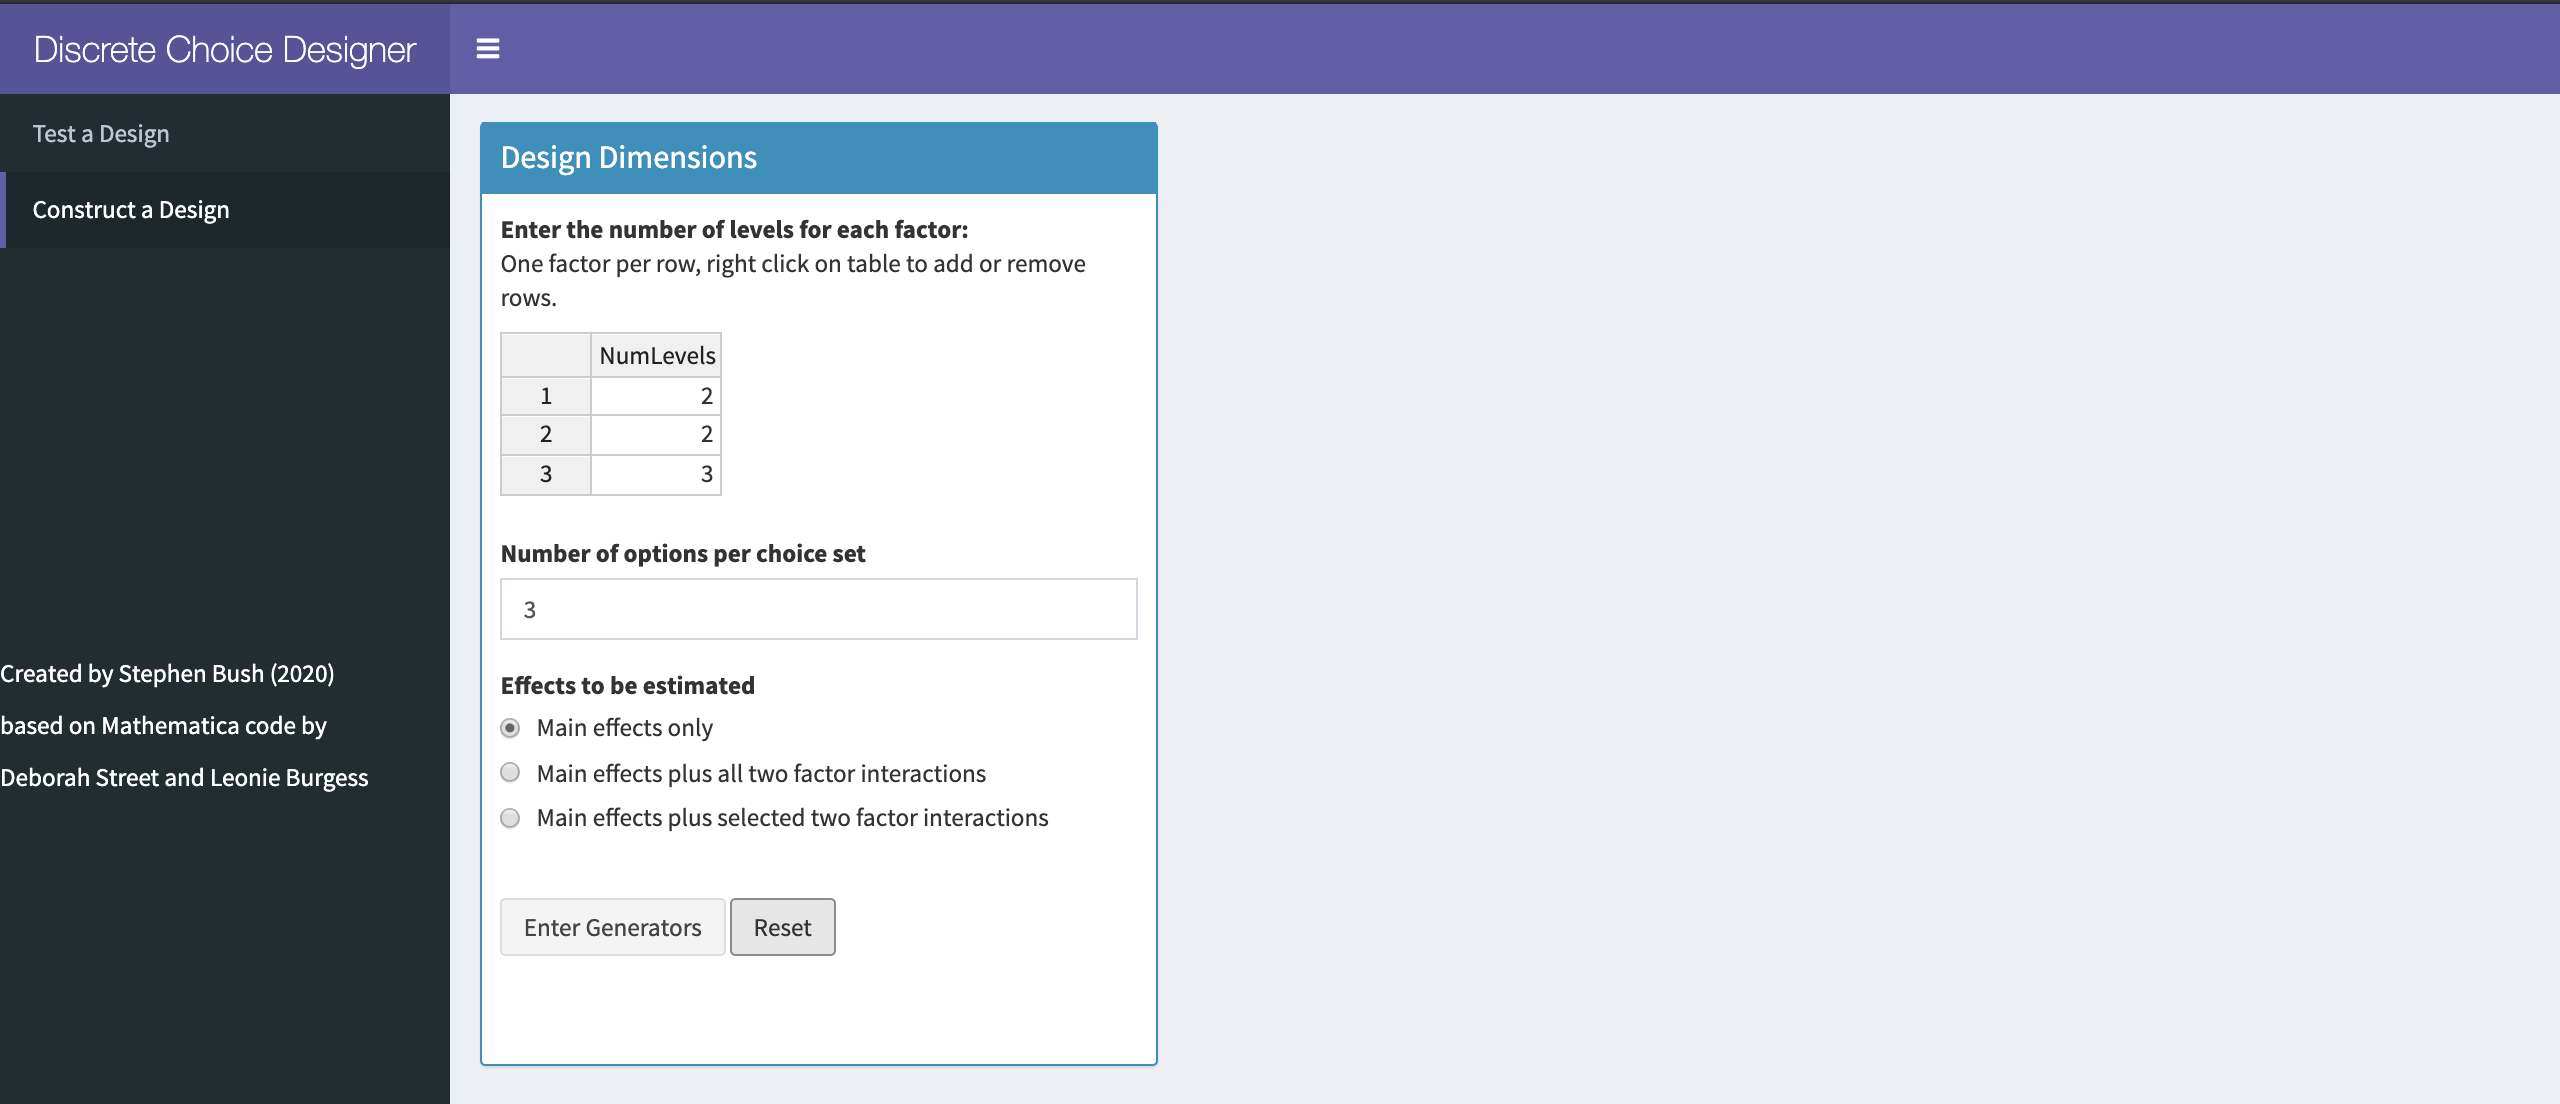 Discrete Choice Designer
Test a Design
Construct a Design
Created by Stephen Bush (2020)
based on Mathematica code by
Deborah Street and Leonie Burgess
Design Dimensions
Enter the number of levels for each factor:
One factor per row, right click on table to add or remove
rows.
NumLevels
1 2
2 2
3 3
Number of options per choice set
3
Effects to be estimated
Main effects only
Main effects plus all two factor interactions
Main effects plus selected two factor interactions
Enter Generators Reset